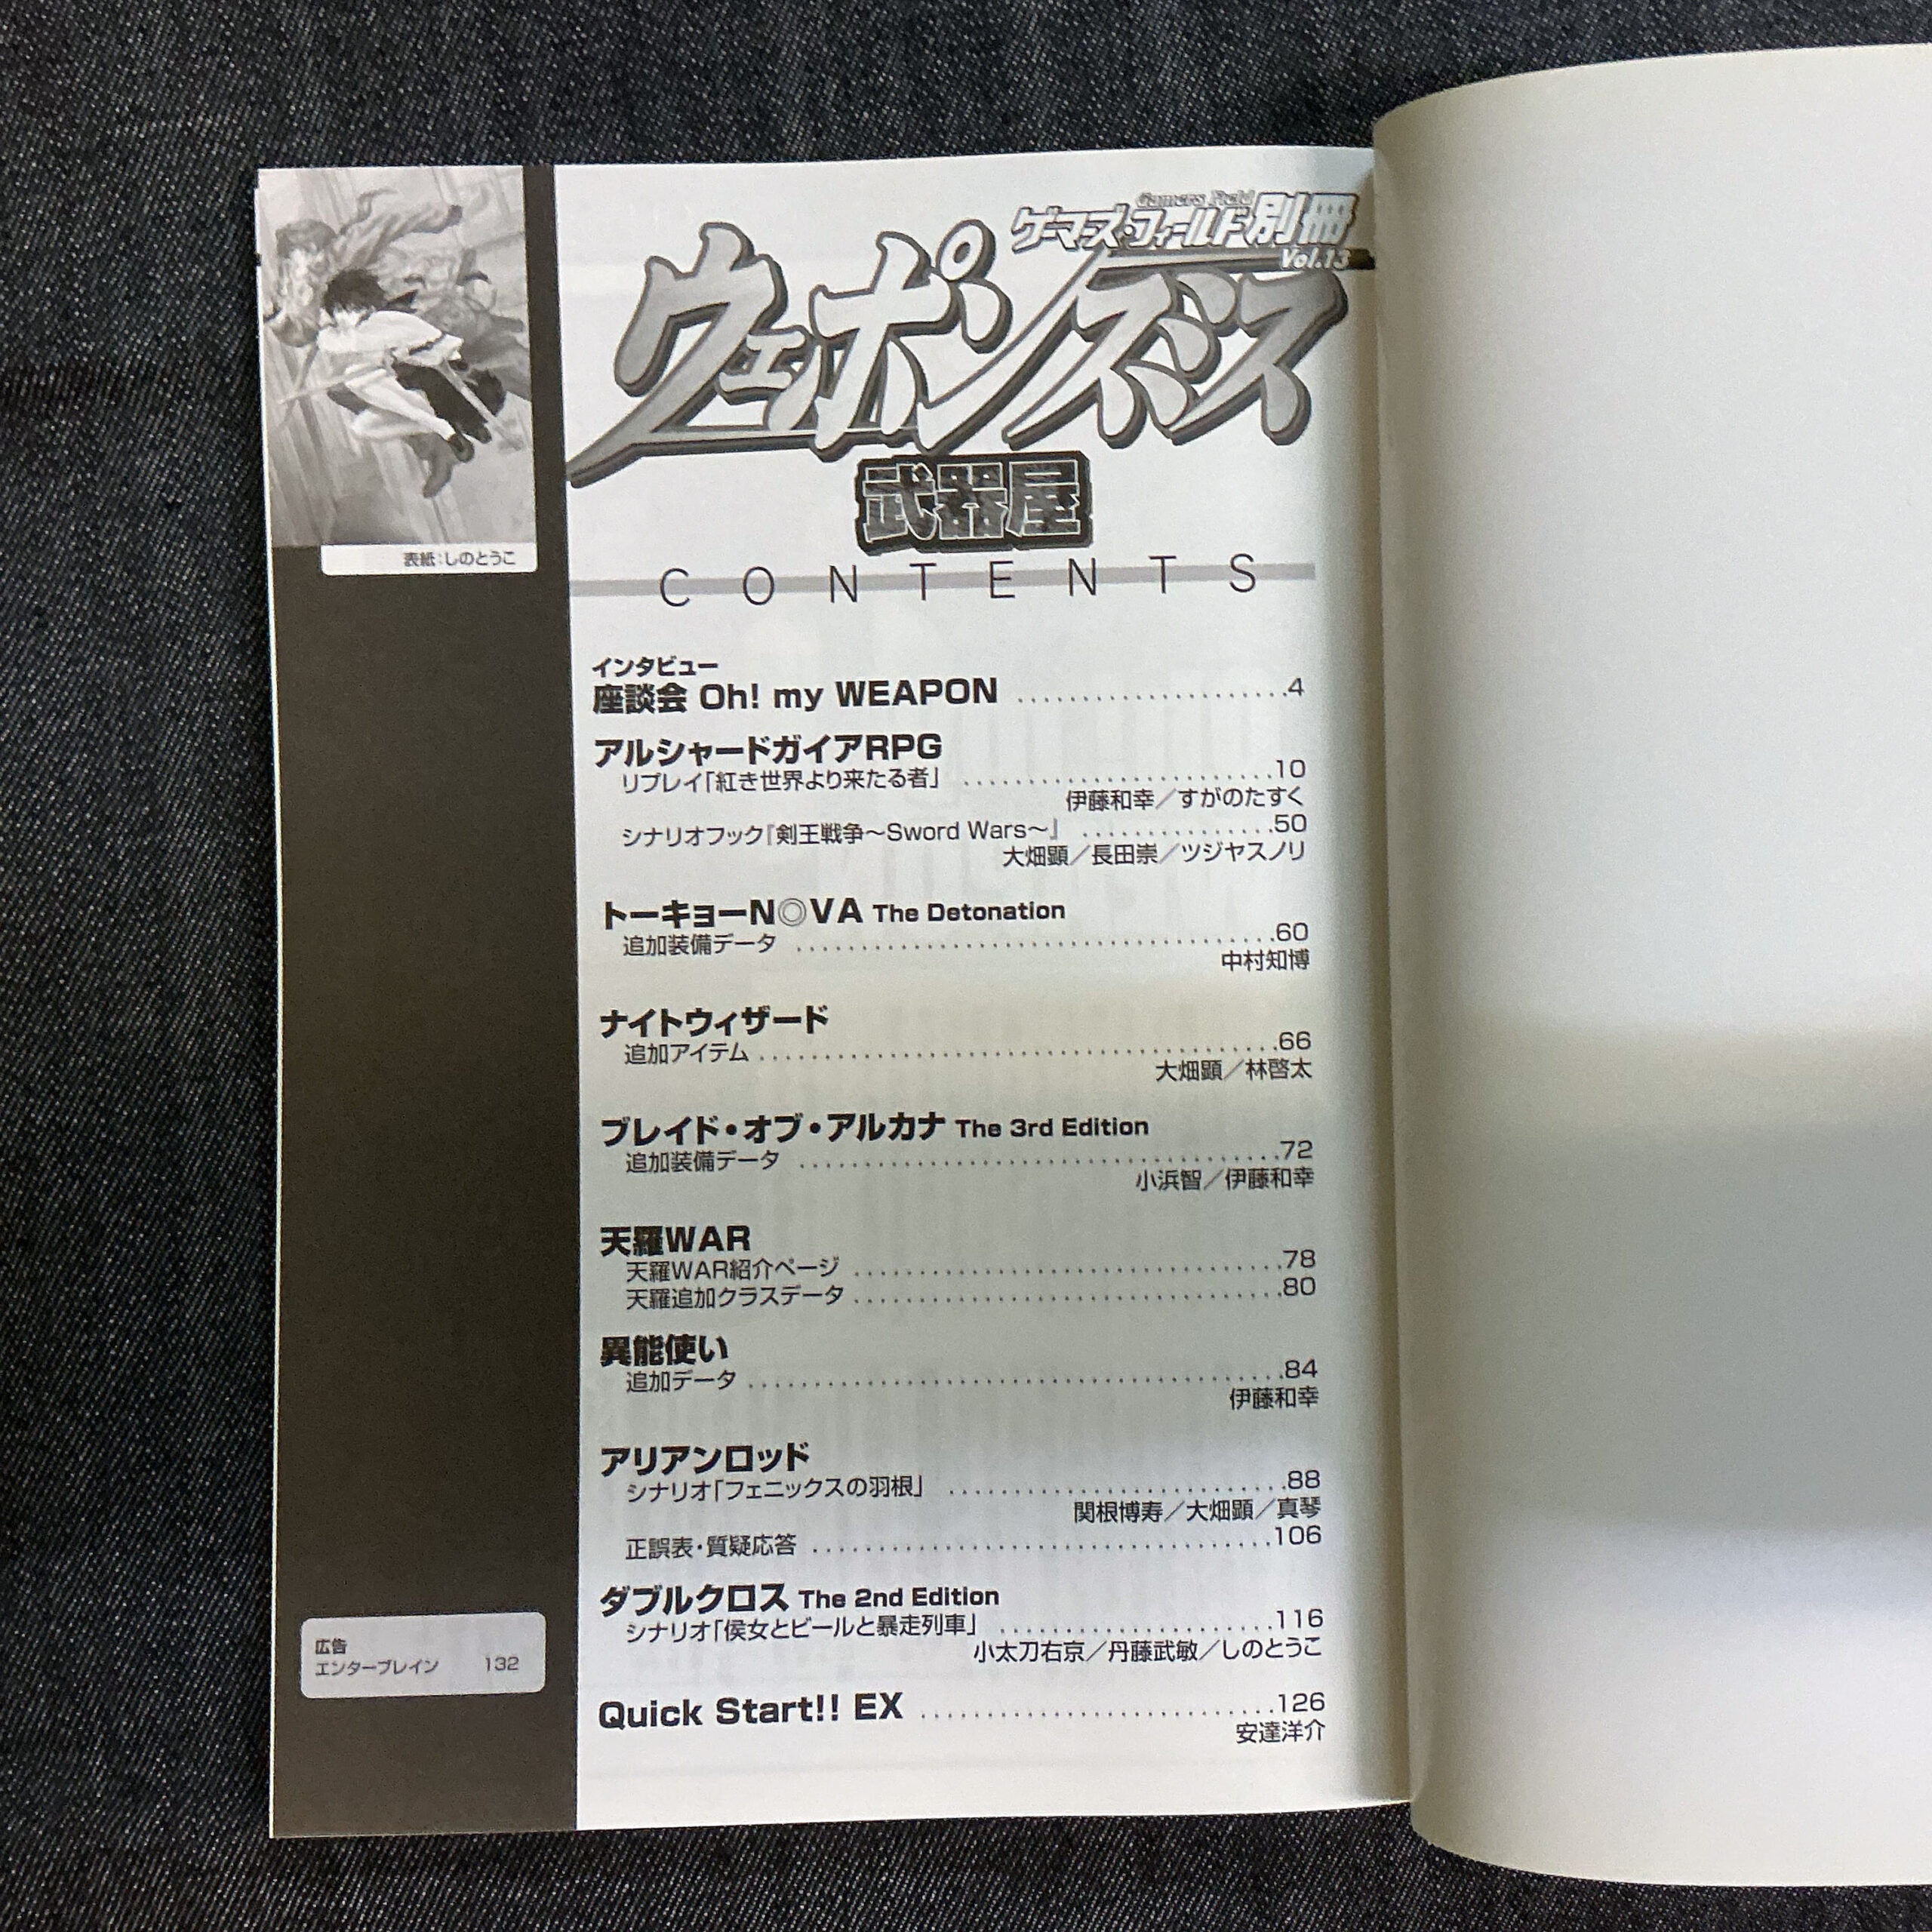 Gamers Field
ゲーマーズ・フィールド別冊
Vol.13
ウェポンスミス
武器屋
表紙：しのとうこ
CONTENTS
インタビュー
座談会 Oh! my WEAPON ......................4
アルシャードガイアRPG
リプレイ「紅き世界より来たる者」 ........................10
伊藤和幸／すがのたすく
シナリオフック『剣王戦争〜Sword Wars〜』 ...............50
大畑顕／長田崇／ツジヤスノリ
トーキョーN◎VA The Detonation
追加装備データ .....................................60
中村知博
ナイトウィザード
追加アイテム ........................................66
大畑顕／林啓太
ブレイド・オブ・アルカナ The 3rd Edition
追加装備データ .....................................72
小浜智／伊藤和幸
天羅WAR
天羅WAR紹介ページ .................................78
天羅追加クラスデータ .................................80
異能使い
追加データ .........................................84
伊藤和幸
アリアンロッド
シナリオ「フェニックスの羽根」 ..........................88
関根博寿／大畑顕／真琴
正誤表・質疑応答 ...................................106
ダブルクロス The 2nd Edition
シナリオ「侯女とビールと暴走列車」 .....................116
小太刀右京／丹藤武敏／しのとうこ
Quick Start!! EX ...........................126
安達洋介
広告
エンターブレイン 132